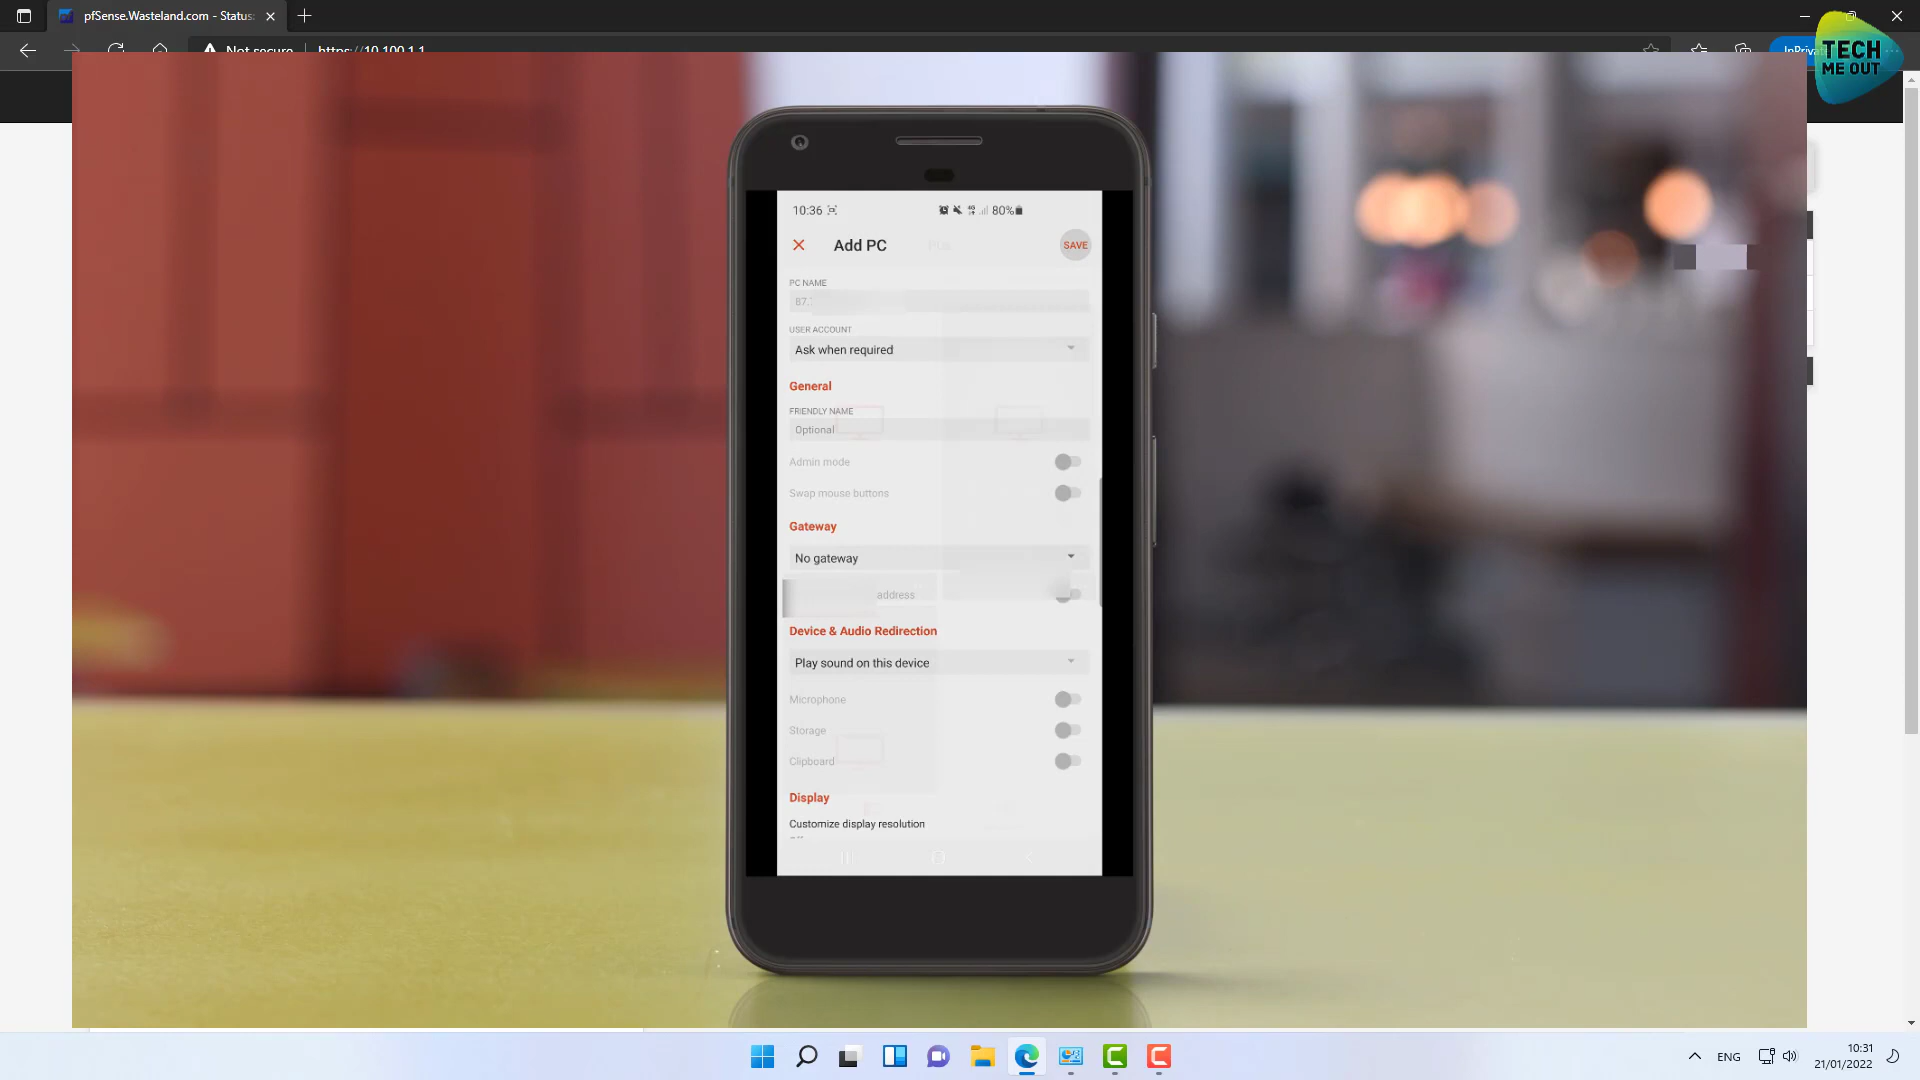 pfSense.Wasteland.com - Status:
Not secure
https://10.100.1.1
InPriva
TECH
ME OUT
10:36
4G
80%
Add PC
SAVE
PC NAME
87.
USER ACCOUNT
Ask when required
General
FRIENDLY NAME
Optional
Admin mode
Swap mouse buttons
Gateway
No gateway
address
Device & Audio Redirection
Play sound on this device
Microphone
Storage
Clipboard
Display
Customize display resolution
ENG
10:31
21/01/2022